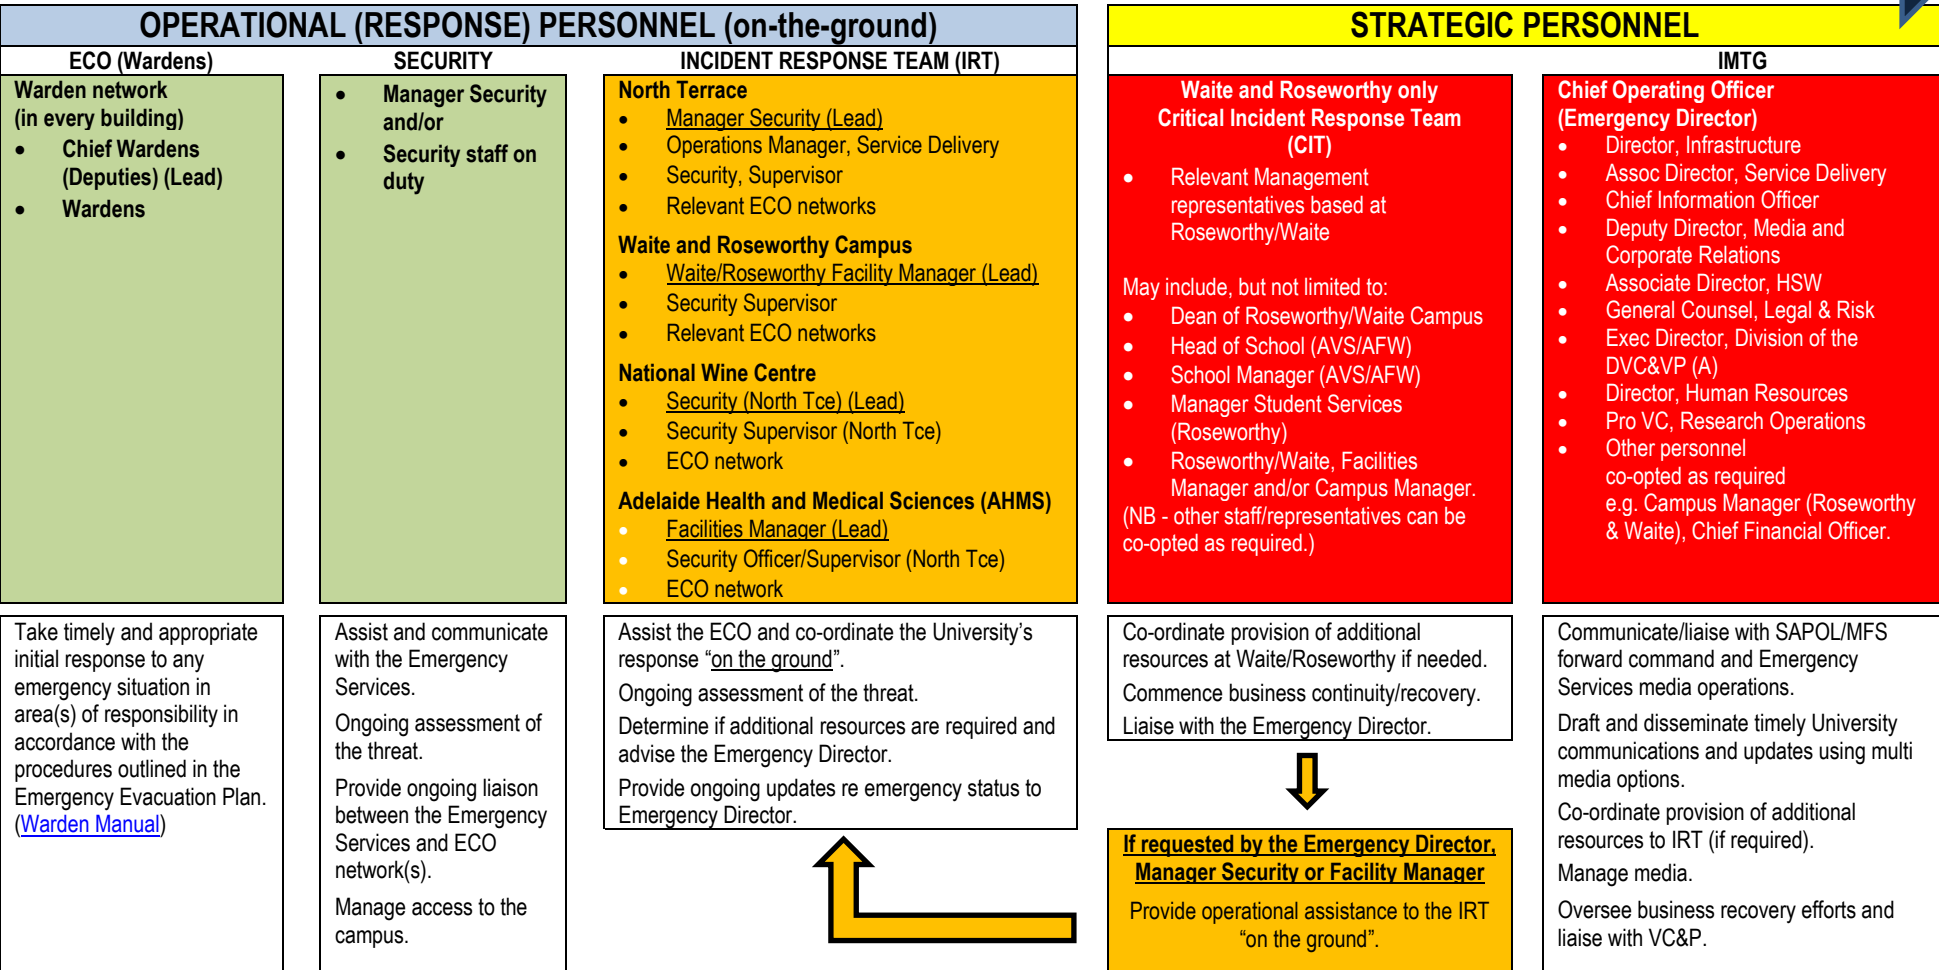 OPERATIONAL (RESPONSE) PERSONNEL (on-the-ground)
STRATEGIC PERSONNEL
ECO (Wardens)
SECURITY
INCIDENT RESPONSE TEAM (IRT)
IMTG
Warden network
(in every building)
• Chief Wardens
(Deputies) (Lead)
• Wardens
• Manager Security
and/or
• Security staff on
duty
North Terrace
• Manager Security (Lead)
• Operations Manager, Service Delivery
• Security, Supervisor
• Relevant ECO networks
Waite and Roseworthy Campus
• Waite/Roseworthy Facility Manager (Lead)
• Security Supervisor
• Relevant ECO networks
National Wine Centre
• Security (North Tce) (Lead)
• Security Supervisor (North Tce)
• ECO network
Adelaide Health and Medical Sciences (AHMS)
• Facilities Manager (Lead)
• Security Officer/Supervisor (North Tce)
• ECO network
Waite and Roseworthy only
Critical Incident Response Team
(CIT)
• Relevant Management
representatives based at
Roseworthy/Waite
May include, but not limited to:
• Dean of Roseworthy/Waite Campus
• Head of School (AVS/AFW)
• School Manager (AVS/AFW)
• Manager Student Services
(Roseworthy)
• Roseworthy/Waite, Facilities
Manager and/or Campus Manager.
(NB - other staff/representatives can be
co-opted as required.)
Chief Operating Officer
(Emergency Director)
• Director, Infrastructure
• Assoc Director, Service Delivery
• Chief Information Officer
• Deputy Director, Media and
Corporate Relations
• Associate Director, HSW
• General Counsel, Legal & Risk
• Exec Director, Division of the
DVC&VP (A)
• Director, Human Resources
• Pro VC, Research Operations
• Other personnel
co-opted as required
e.g. Campus Manager (Roseworthy
& Waite), Chief Financial Officer.
Take timely and appropriate
initial response to any
emergency situation in
area(s) of responsibility in
accordance with the
procedures outlined in the
Emergency Evacuation Plan.
(Warden Manual)
Assist and communicate
with the Emergency
Services.
Ongoing assessment of
the threat.
Provide ongoing liaison
between the Emergency
Services and ECO
network(s).
Manage access to the
campus.
Assist the ECO and co-ordinate the University’s
response “on the ground”.
Ongoing assessment of the threat.
Determine if additional resources are required and
advise the Emergency Director.
Provide ongoing updates re emergency status to
Emergency Director.
Co-ordinate provision of additional
resources at Waite/Roseworthy if needed.
Commence business continuity/recovery.
Liaise with the Emergency Director.
If requested by the Emergency Director,
Manager Security or Facility Manager
Provide operational assistance to the IRT
“on the ground”.
Communicate/liaise with SAPOL/MFS
forward command and Emergency
Services media operations.
Draft and disseminate timely University
communications and updates using multi
media options.
Co-ordinate provision of additional
resources to IRT (if required).
Manage media.
Oversee business recovery efforts and
liaise with VC&P.